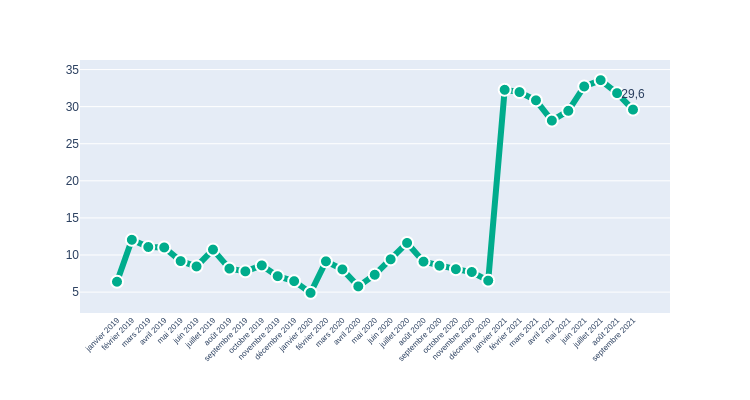 35
30
25
20
15
10
5
29,6
janvier 2019
février 2019
mars 2019
avril 2019
mai 2019
juin 2019
juillet 2019
août 2019
septembre 2019
octobre 2019
novembre 2019
décembre 2019
janvier 2020
février 2020
mars 2020
avril 2020
mai 2020
juin 2020
juillet 2020
août 2020
septembre 2020
octobre 2020
novembre 2020
décembre 2020
janvier 2021
février 2021
mars 2021
avril 2021
mai 2021
juin 2021
juillet 2021
août 2021
septembre 2021